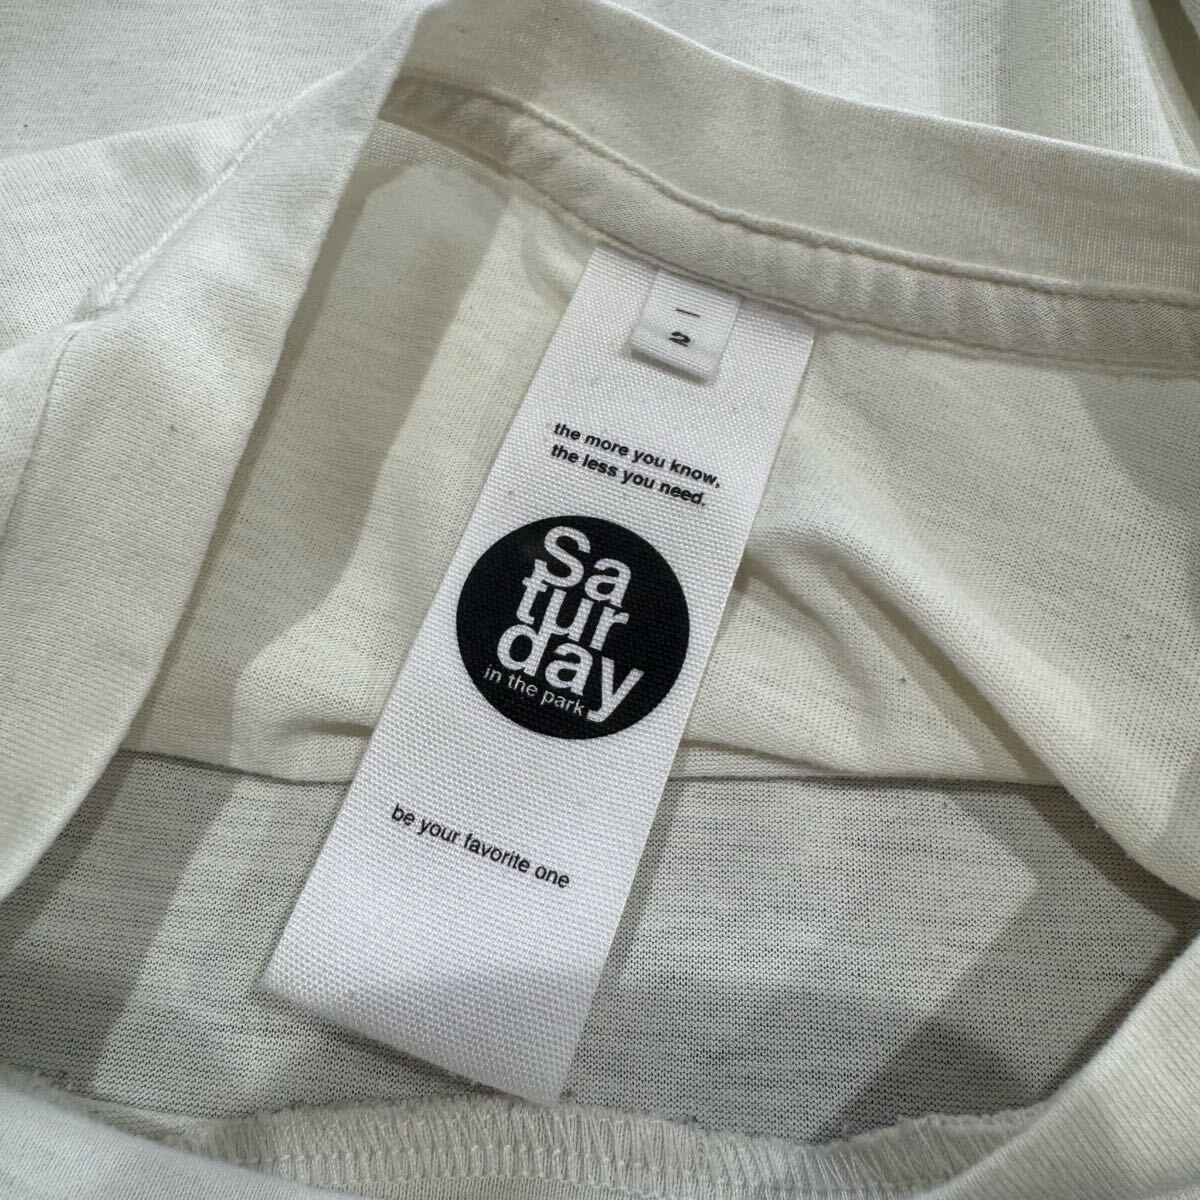 — 2
the more you know,
the less you need.
Sa
tur
day
in the park
be your favorite one